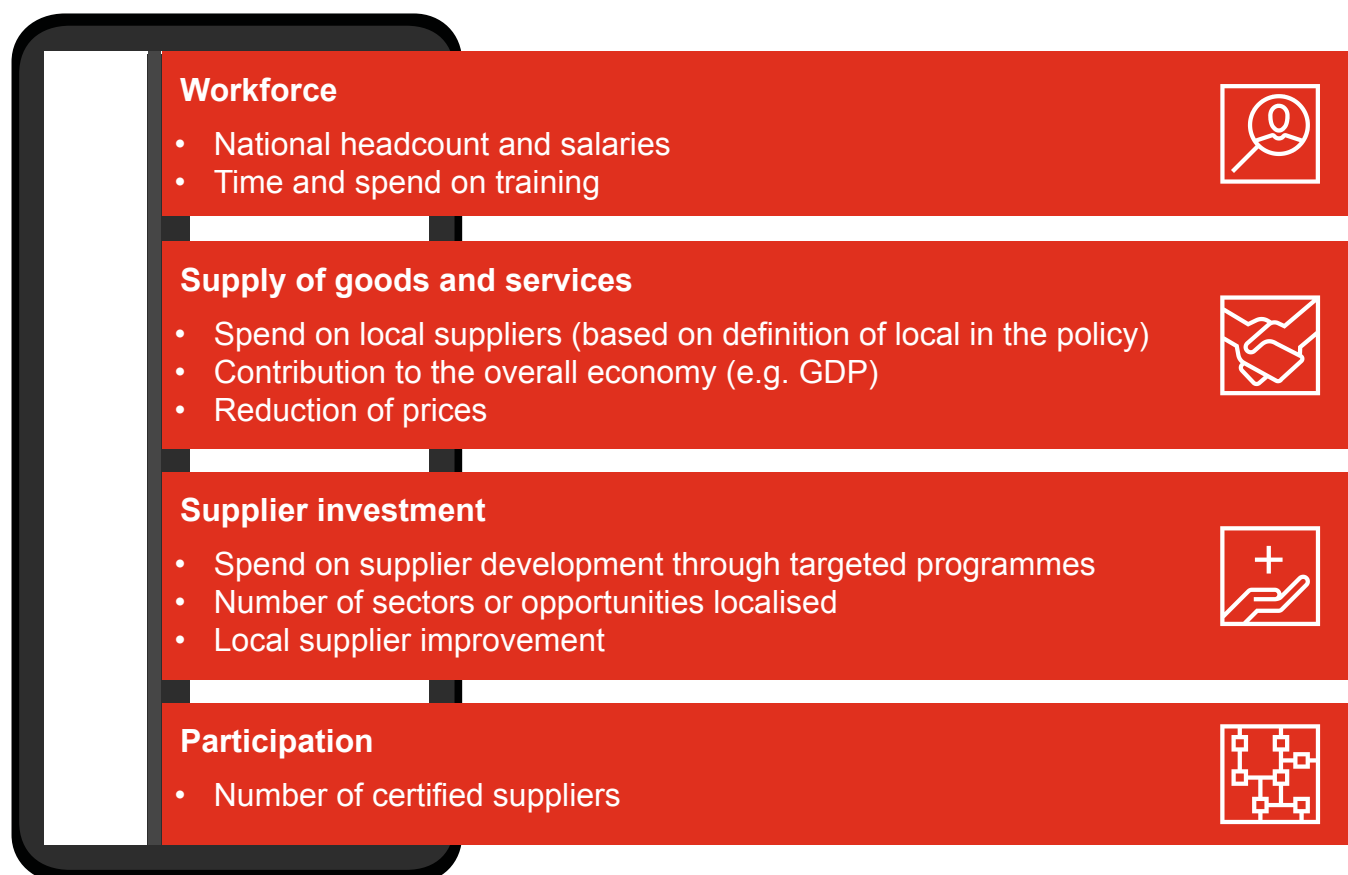 Workforce
• National headcount and salaries
• Time and spend on training
Supply of goods and services
• Spend on local suppliers (based on definition of local in the policy)
• Contribution to the overall economy (e.g. GDP)
• Reduction of prices
Supplier investment
• Spend on supplier development through targeted programmes
• Number of sectors or opportunities localised
• Local supplier improvement
Participation
• Number of certified suppliers